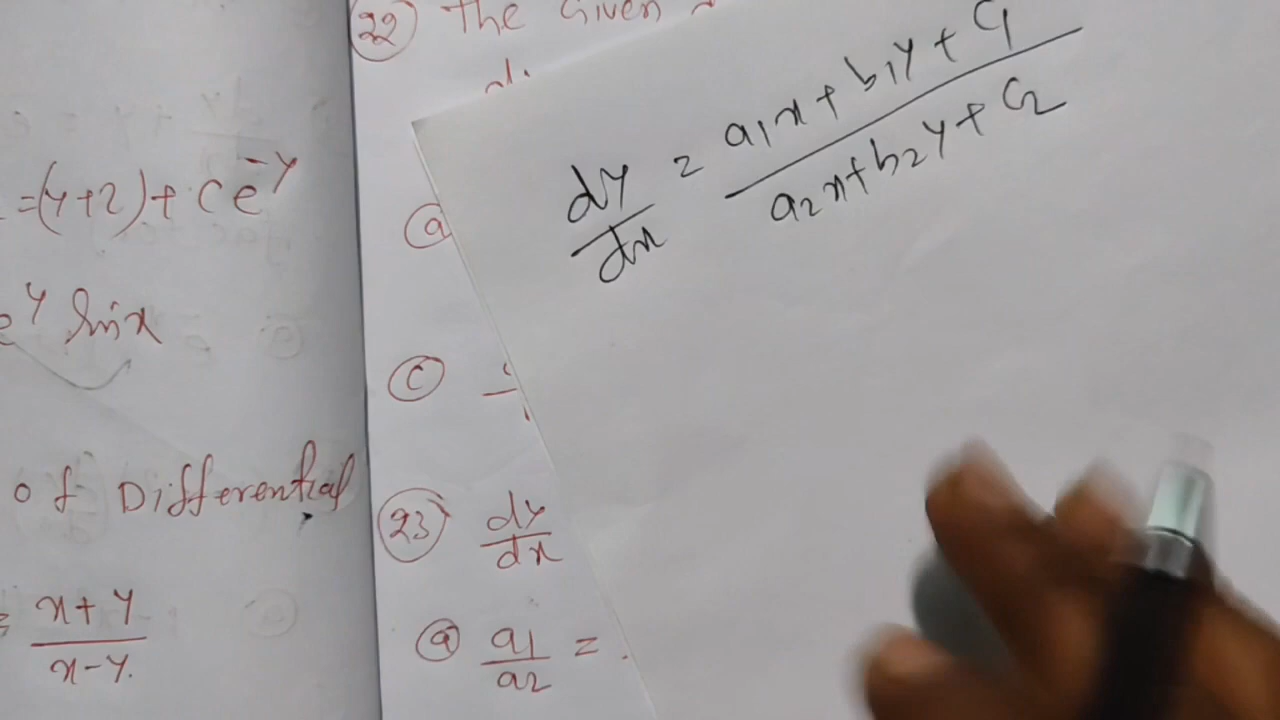 =(y+2)+Ce^-y
e^y sinx
of Differential
= x+y / x-y.
22 The Given
a
c
23 dy/dx
a a1/a2 =
dy/dx = a1x+b1y+C1 / a2x+b2y+C2